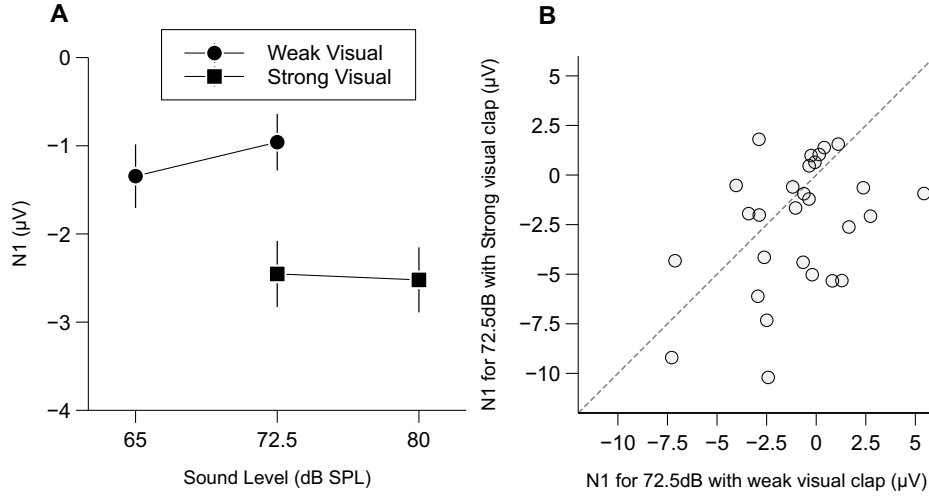 A
Weak Visual
Strong Visual
0
−1
−2
−3
−4
N1 (µV)
65
72.5
80
Sound Level (dB SPL)
B
5
2.5
0
−2.5
−5
−7.5
−10
N1 for 72.5dB with Strong visual clap (µV)
−10
−7.5
−5
−2.5
0
2.5
5
N1 for 72.5dB with weak visual clap (µV)